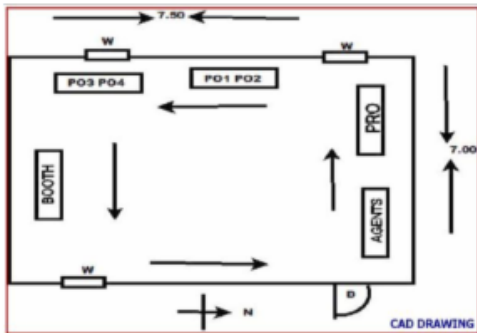 7.50
W
W
PO3 PO4
PO1 PO2
PRO
7.00
BOOTH
AGENTS
W
D
N
CAD DRAWING